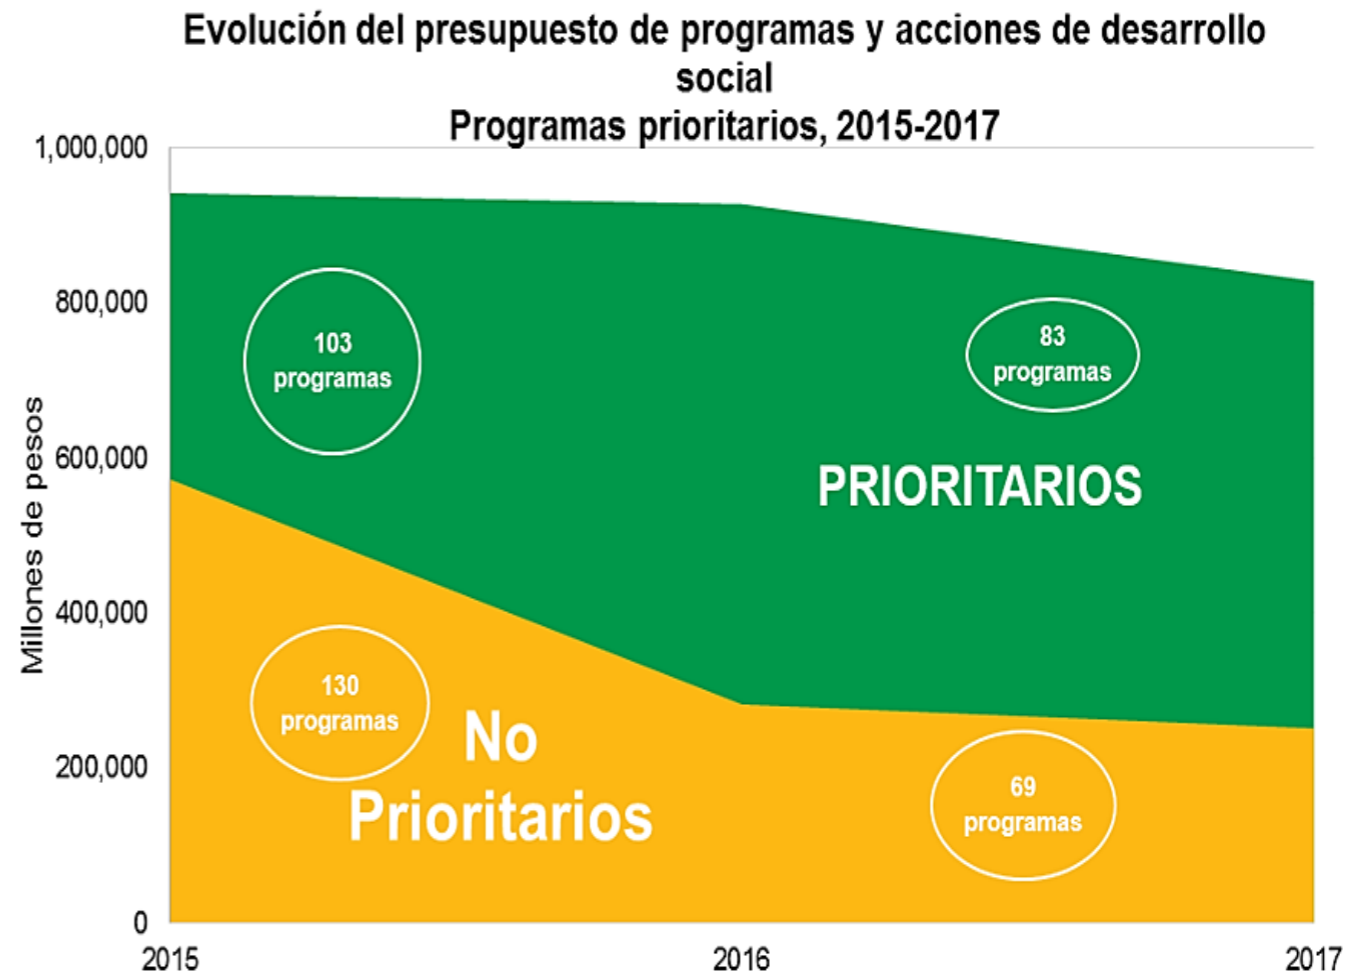 Evolución del presupuesto de programas y acciones de desarrollo
social
Programas prioritarios, 2015-2017
1,000,000
800,000
600,000
400,000
200,000
0
Millones de pesos
103
programas
83
programas
PRIORITARIOS
130
programas
No
Prioritarios
69
programas
2015
2016
2017